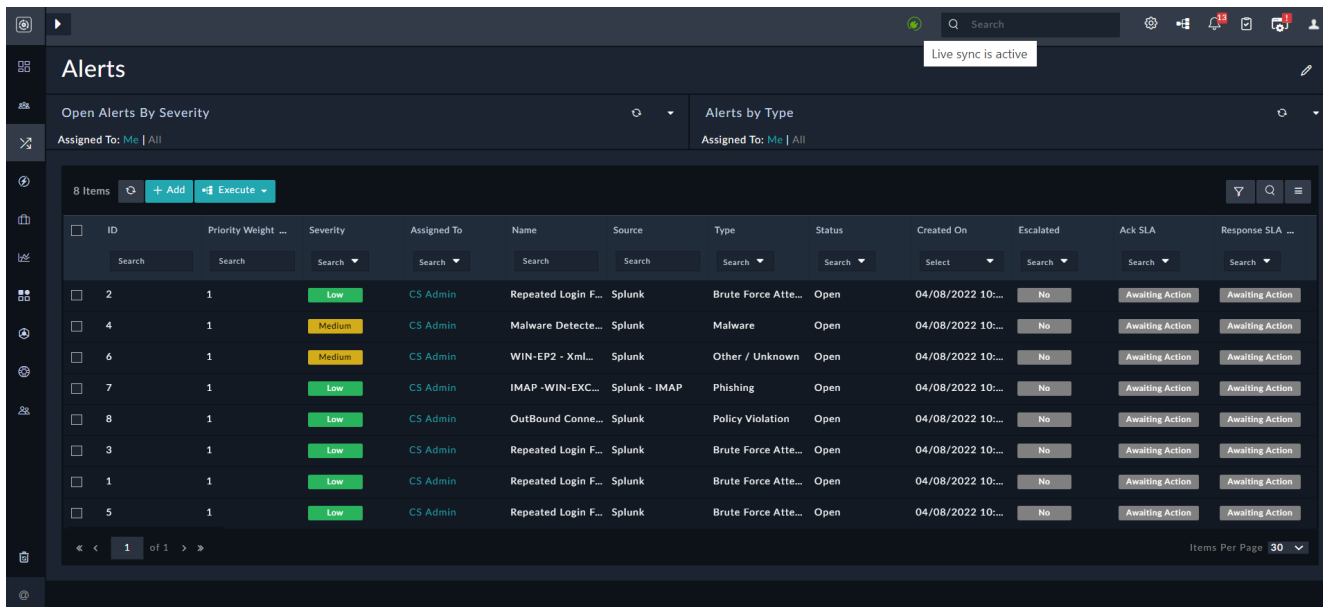 13
Search
Live sync is active
Alerts
Open Alerts By Severity
Alerts by Type
Assigned To: Me | All
Assigned To: Me | All
8 Items + Add Execute
ID Priority Weight ... Severity Assigned To Name Source Type Status Created On Escalated Ack SLA Response SLA ...
Search Search Search Search Search Search Search Search Select Search Search Search
2 1 Low CS Admin Repeated Login F... Splunk Brute Force Atte... Open 04/08/2022 10:... No Awaiting Action Awaiting Action
4 1 Medium CS Admin Malware Detecte... Splunk Malware Open 04/08/2022 10:... No Awaiting Action Awaiting Action
6 1 Medium CS Admin WIN-EP2 - Xml... Splunk Other / Unknown Open 04/08/2022 10:... No Awaiting Action Awaiting Action
7 1 Low CS Admin IMAP -WIN-EXC... Splunk - IMAP Phishing Open 04/08/2022 10:... No Awaiting Action Awaiting Action
8 1 Low CS Admin OutBound Conne... Splunk Policy Violation Open 04/08/2022 10:... No Awaiting Action Awaiting Action
3 1 Low CS Admin Repeated Login F... Splunk Brute Force Atte... Open 04/08/2022 10:... No Awaiting Action Awaiting Action
1 1 Low CS Admin Repeated Login F... Splunk Brute Force Atte... Open 04/08/2022 10:... No Awaiting Action Awaiting Action
5 1 Low CS Admin Repeated Login F... Splunk Brute Force Atte... Open 04/08/2022 10:... No Awaiting Action Awaiting Action
« < 1 of 1 > » Items Per Page 30
@